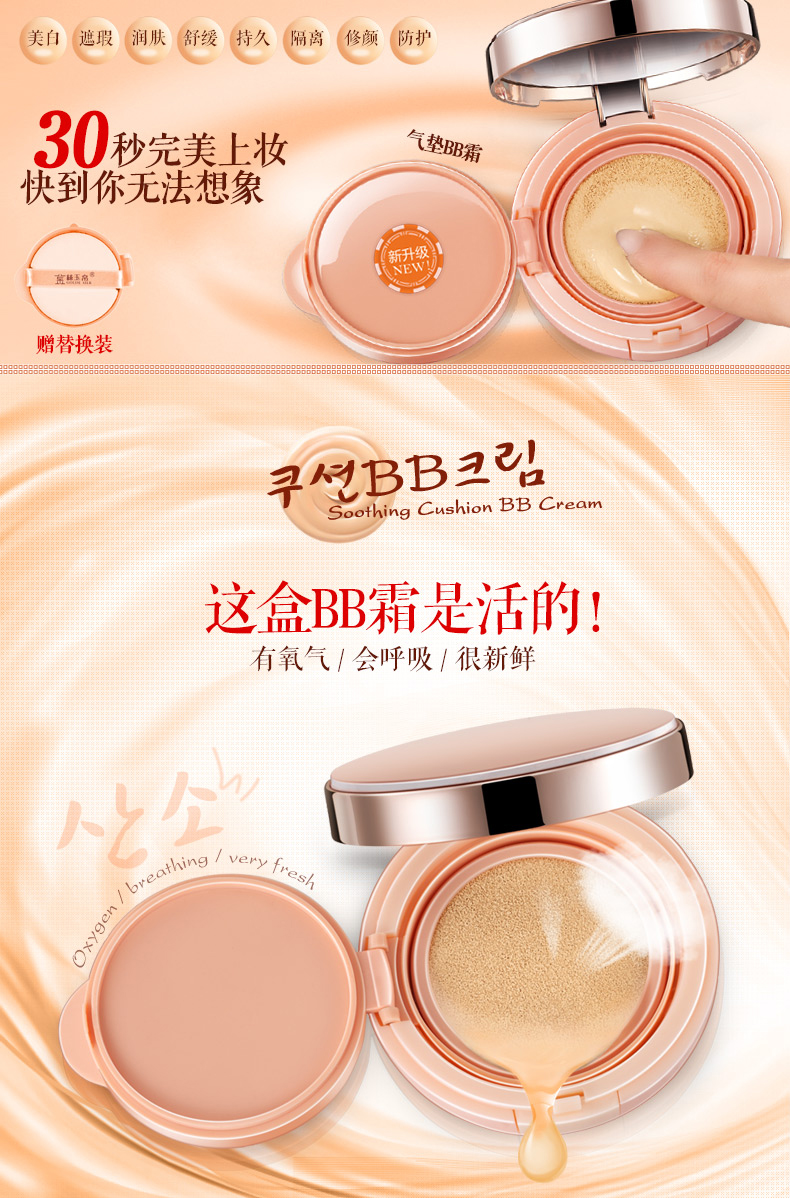 美白 遮瑕 润肤 舒缓 持久 隔离 修颜 防护
30秒完美上妆
快到你无法想象
气垫BB霜
新升级
NEW!
赠替换装
쿠션BB크림
Soothing Cushion BB Cream
这盒BB霜是活的!
有氧气 / 会呼吸 / 很新鲜
산소
Oxygen / breathing / very fresh